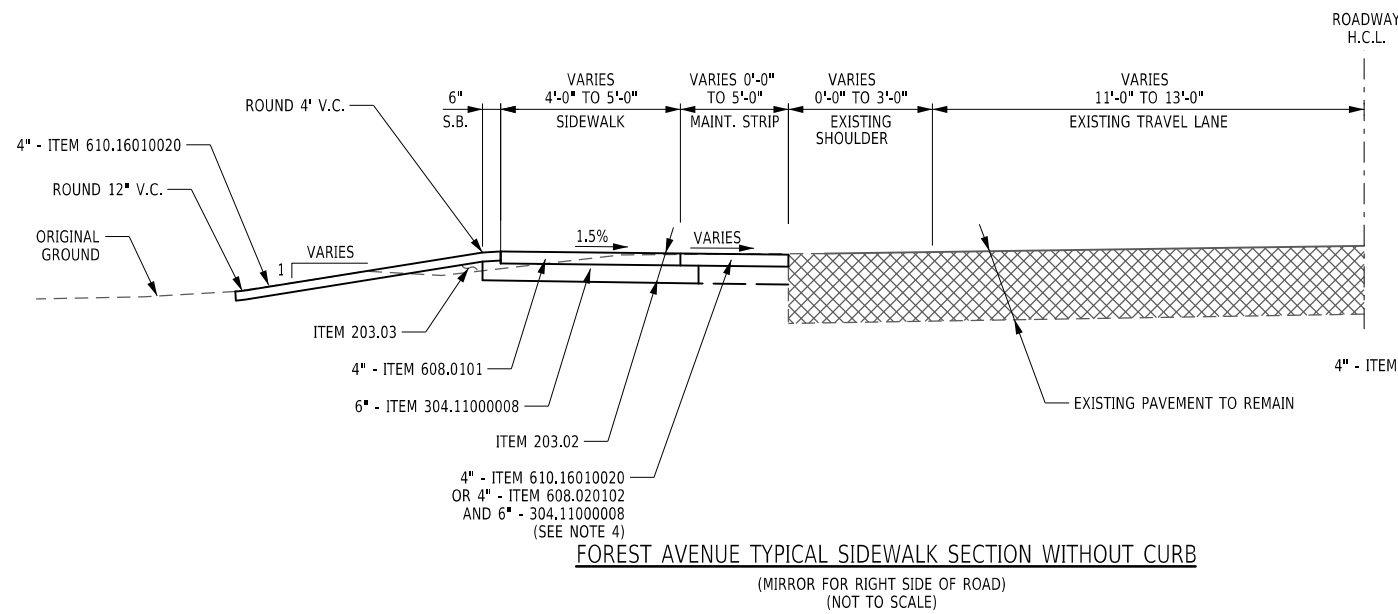 ROADWAY
H.C.L.
VARIES
4'-0" TO 5'-0"
SIDEWALK
VARIES 0'-0"
TO 5'-0"
MAINT. STRIP
VARIES
0'-0" TO 3'-0"
EXISTING
SHOULDER
VARIES
11'-0" TO 13'-0"
EXISTING TRAVEL LANE
6"
S.B.
ROUND 4' V.C.
4" - ITEM 610.16010020
ROUND 12" V.C.
ORIGINAL
GROUND
1
VARIES
1.5%
VARIES
ITEM 203.03
4" - ITEM 608.0101
6" - ITEM 304.11000008
ITEM 203.02
4" - ITEM 610.16010020
OR 4" - ITEM 608.020102
AND 6" - 304.11000008
(SEE NOTE 4)
EXISTING PAVEMENT TO REMAIN
4" - ITEM
FOREST AVENUE TYPICAL SIDEWALK SECTION WITHOUT CURB
(MIRROR FOR RIGHT SIDE OF ROAD)
(NOT TO SCALE)